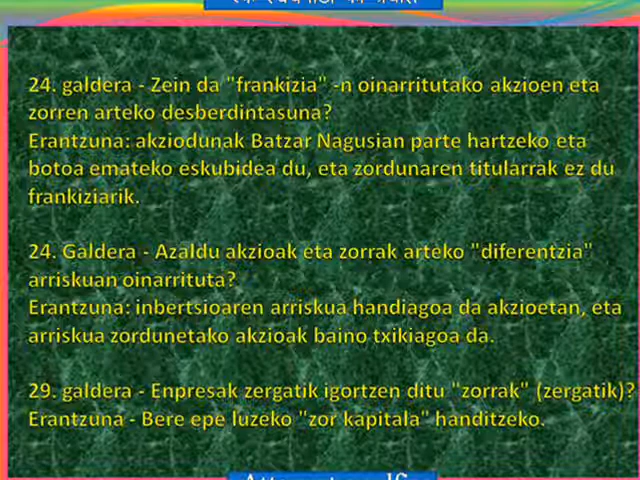 24. galdera - Zein da "frankizia" -n oinarritutako akzioen eta
zorren arteko desberdintasuna?
Erantzuna: akziodunak Batzar Nagusian parte hartzeko eta
botoa emateko eskubidea du, eta zordunaren titularrak ez du
frankiziarik.
24. Galdera - Azaldu akzioak eta zorrak arteko "diferentzia"
arriskuan oinarrituta?
Erantzuna: inbertsioaren arriskua handiagoa da akzioetan, eta
arriskua zordunetako akzioak baino txikiagoa da.
29. galdera - Enpresak zergatik igortzen ditu "zorrak" (zergatik)?
Erantzuna - Bere epe luzeko "zor kapitala" handitzeko.